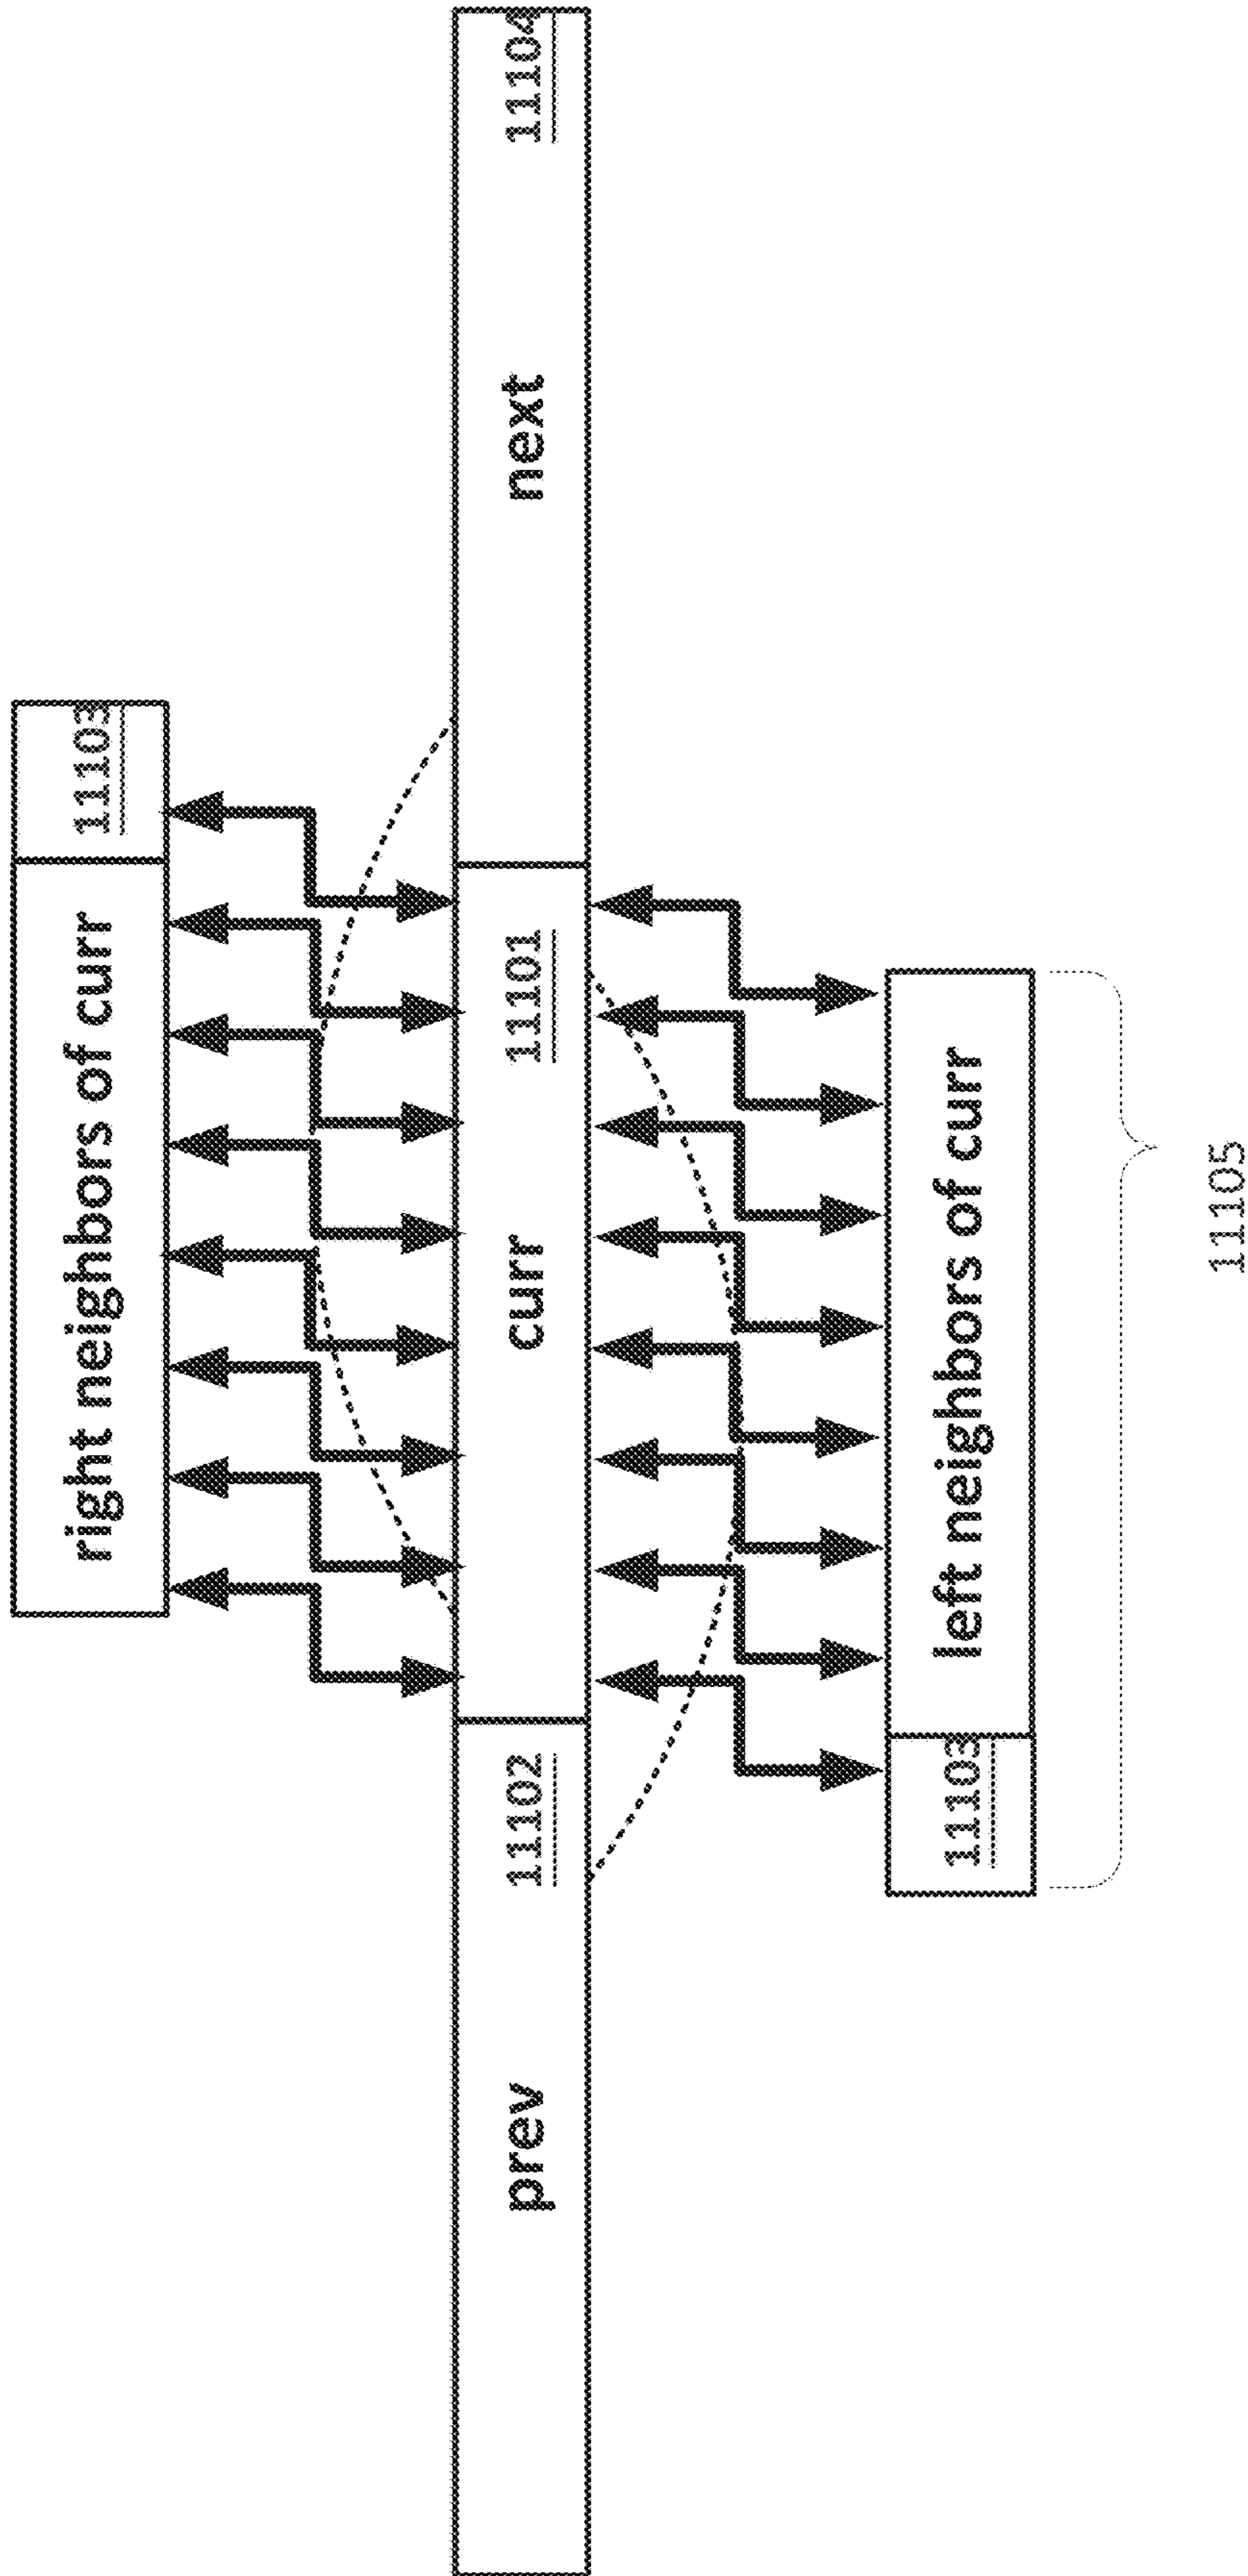 right neighbors of curr
11103
prev
11102
curr
11101
next
11104
11103
left neighbors of curr
11105